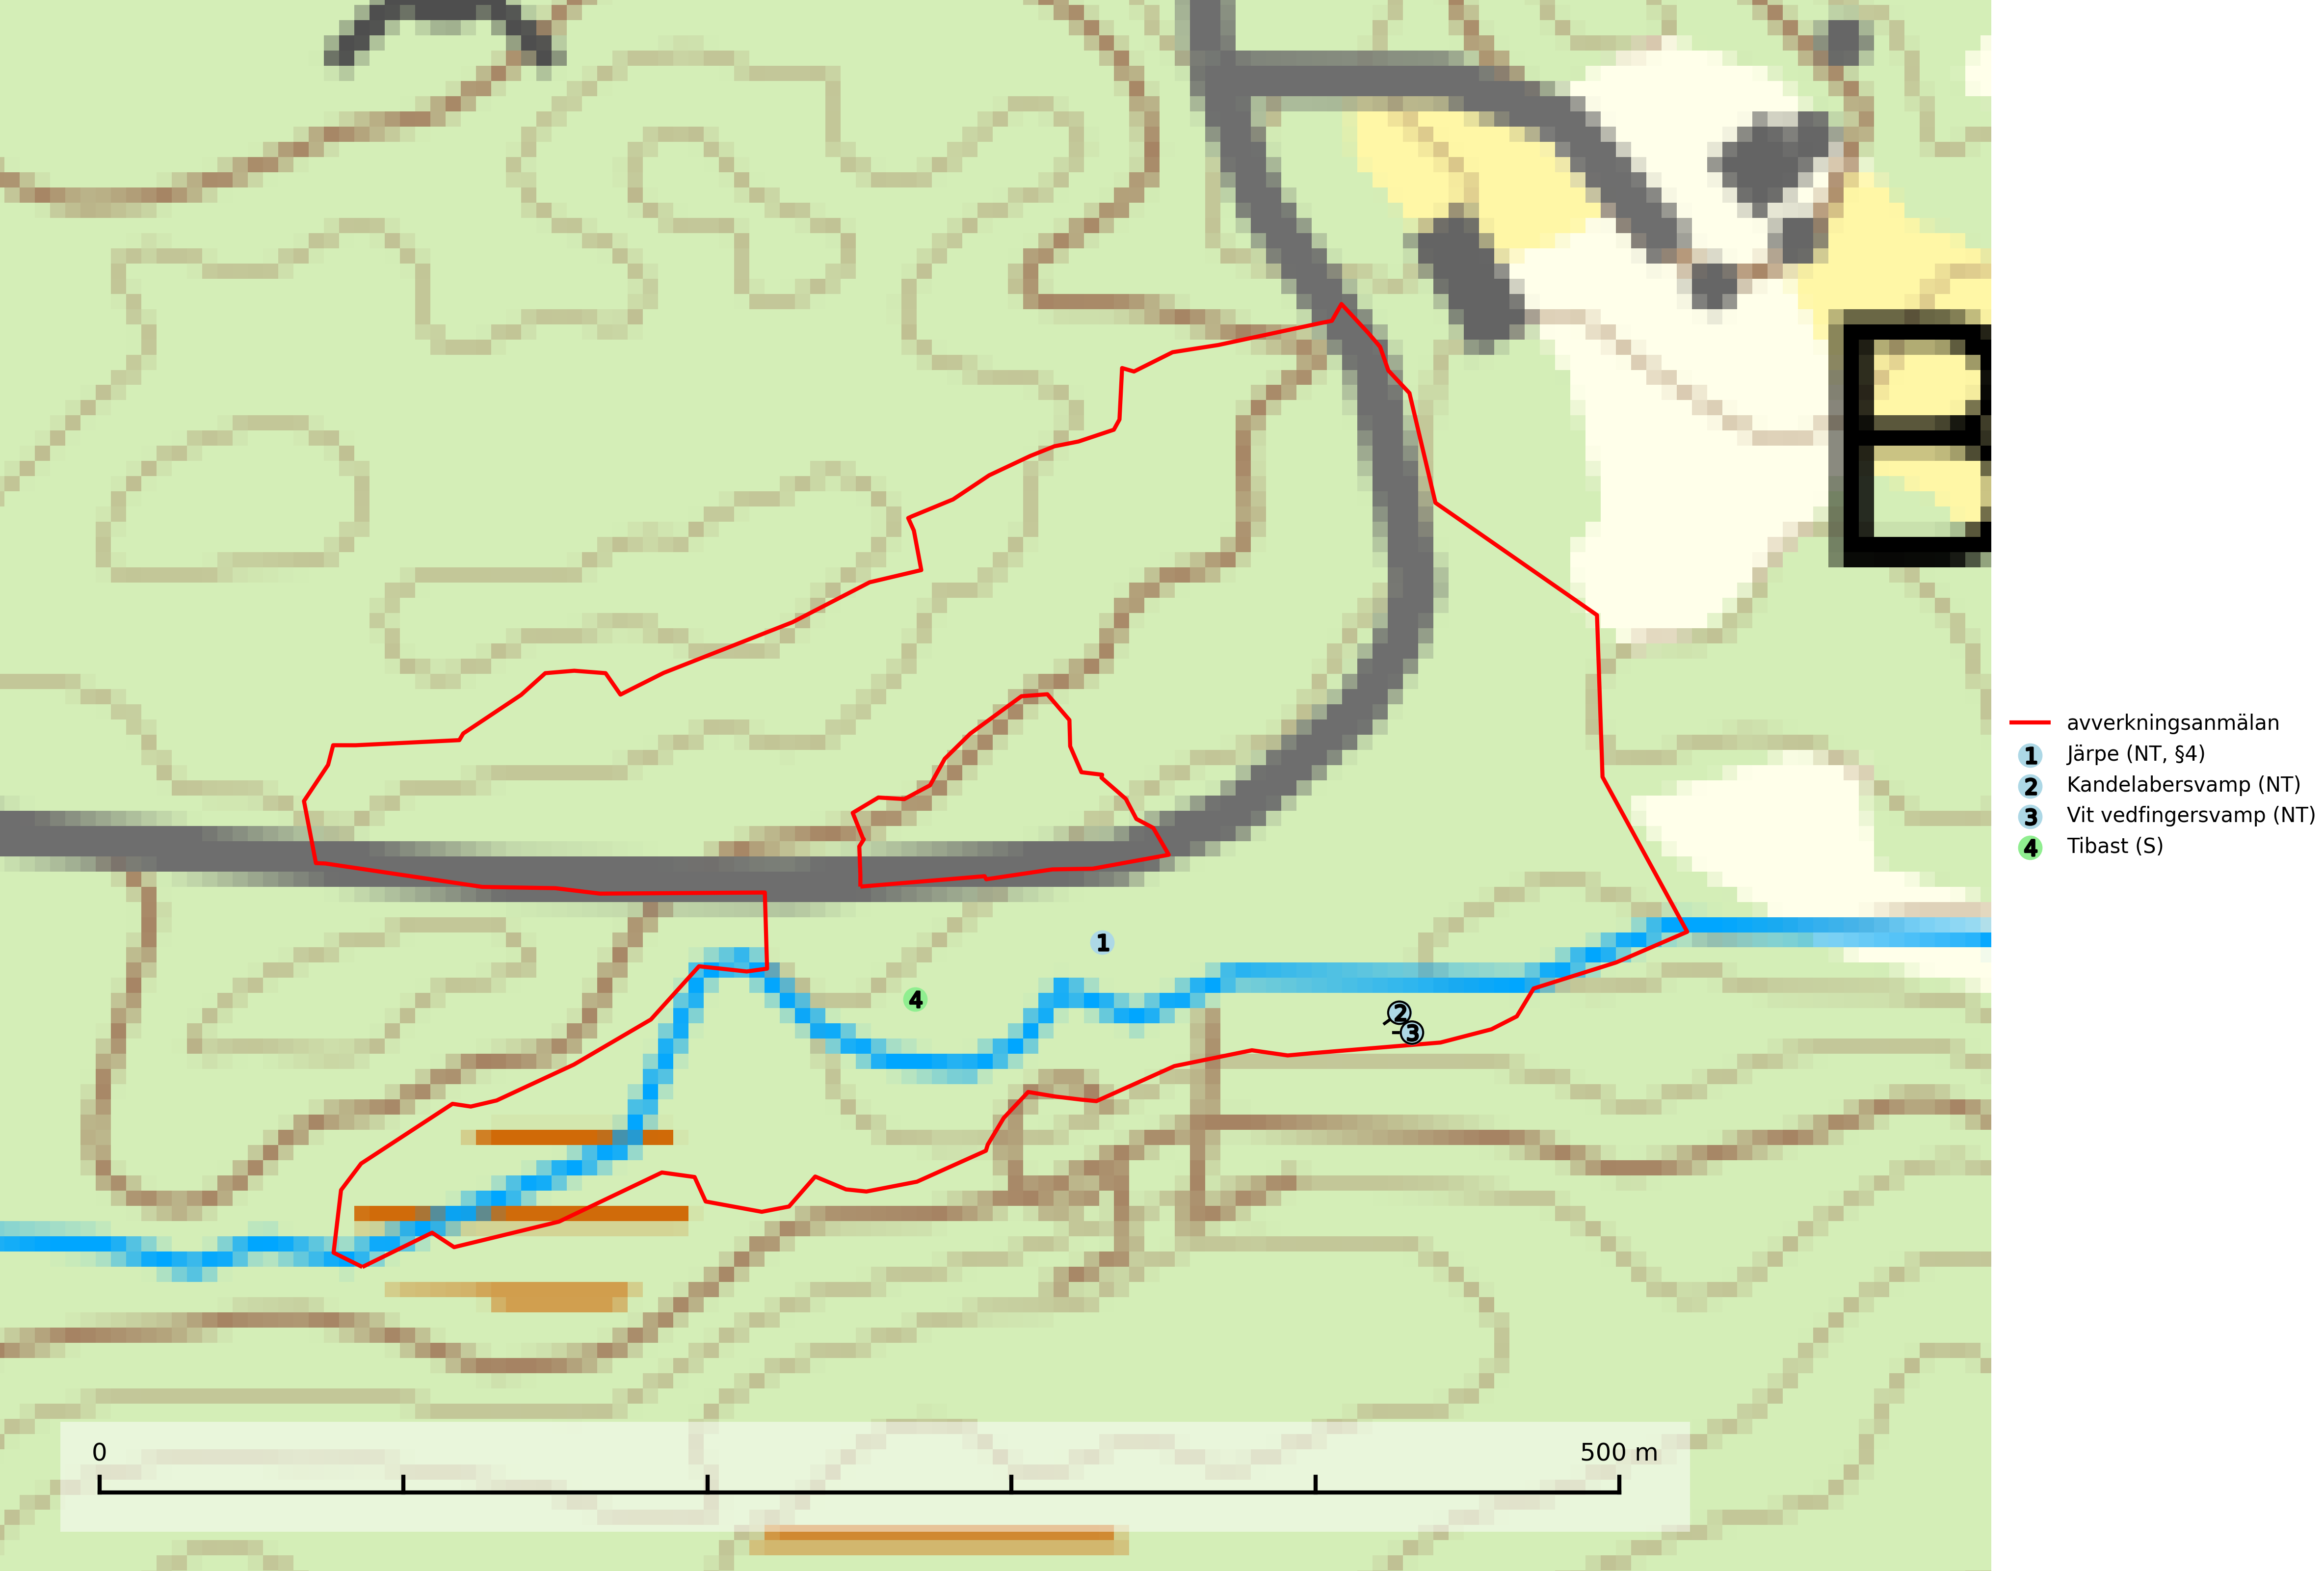 1
4
2
3
0
500 m
avverkningsanmälan
1 Järpe (NT, §4)
2 Kandelabersvamp (NT)
3 Vit vedfingersvamp (NT)
4 Tibast (S)